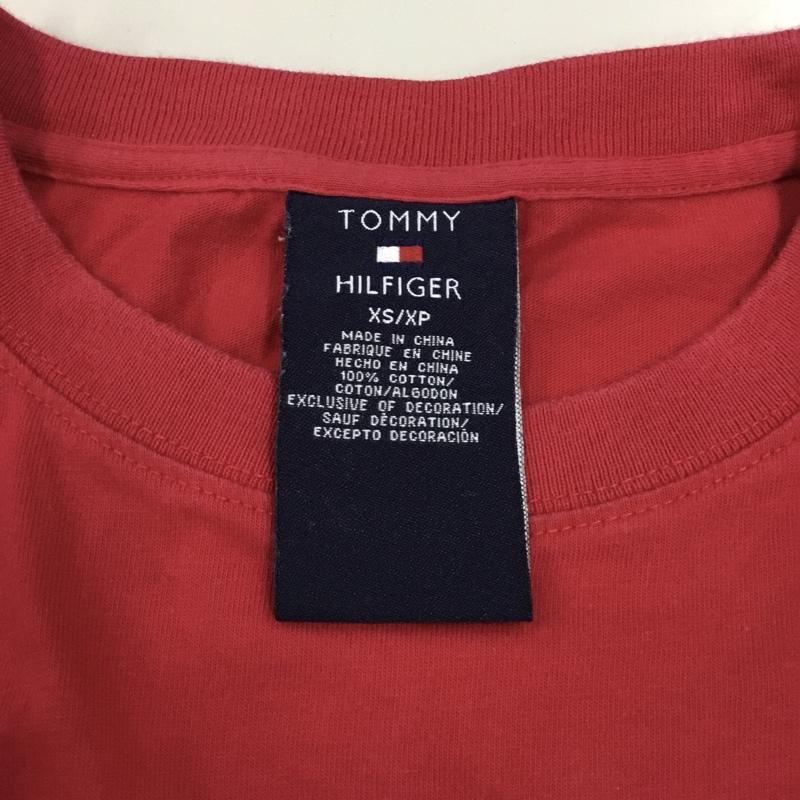 TOMMY
HILFIGER
XS/XP
MADE IN CHINA
FABRIQUE EN CHINE
HECHO EN CHINA
100% COTTON/
COTON/ALGODON
EXCLUSIVE OF DECORATION/
SAUF DÉCORATION/
EXCEPTO DECORACIÓN